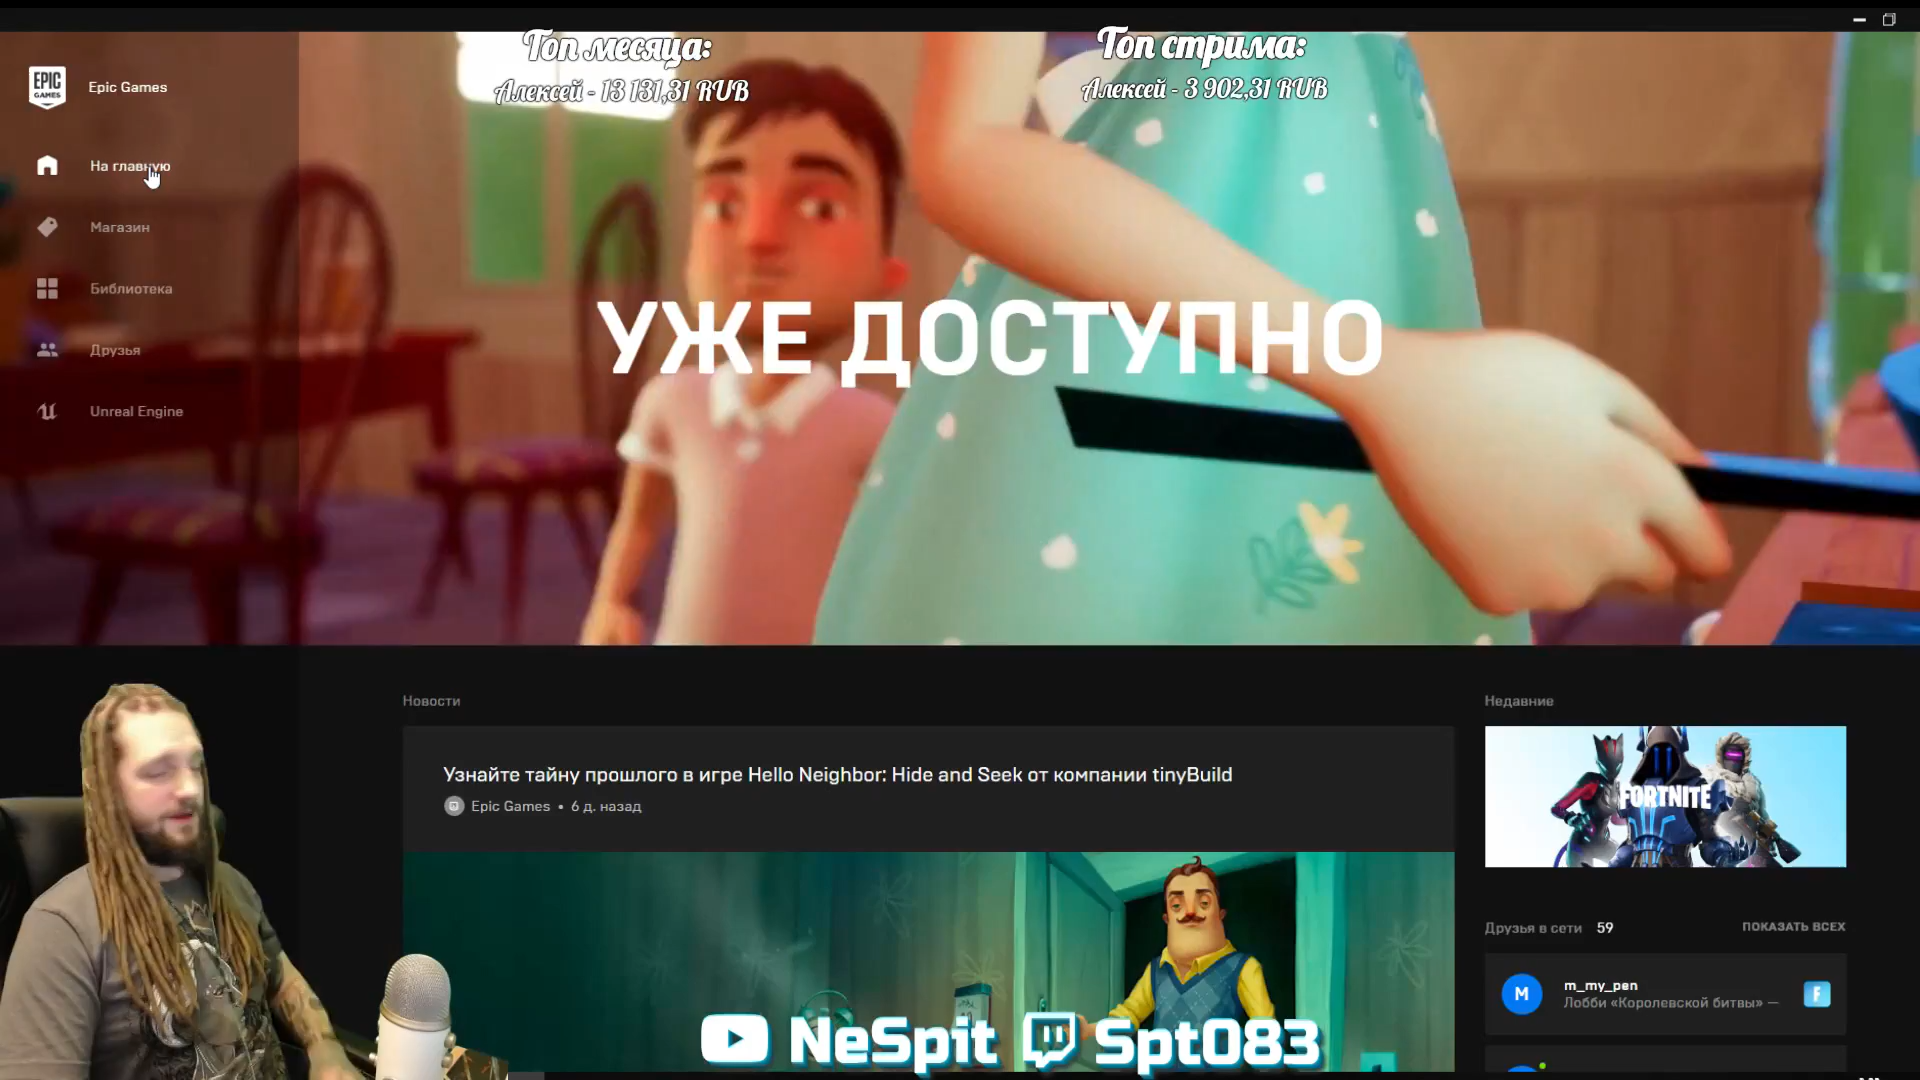 Топ месяца:
Алексей - 13 131,31 RUB
Топ стрима:
Алексей - 3 902,31 RUB
EPIC
GAMES
Epic Games
На главную
Магазин
Библиотека
Друзья
Unreal Engine
УЖЕ ДОСТУПНО
Новости
Узнайте тайну прошлого в игре Hello Neighbor: Hide and Seek от компании tinyBuild
Epic Games • 6 д. назад
Недавние
FORTNITE
Друзья в сети 59
ПОКАЗАТЬ ВСЕХ
M
m_my_pen
Лобби «Королевской битвы» —
F
NeSpit
Spt083